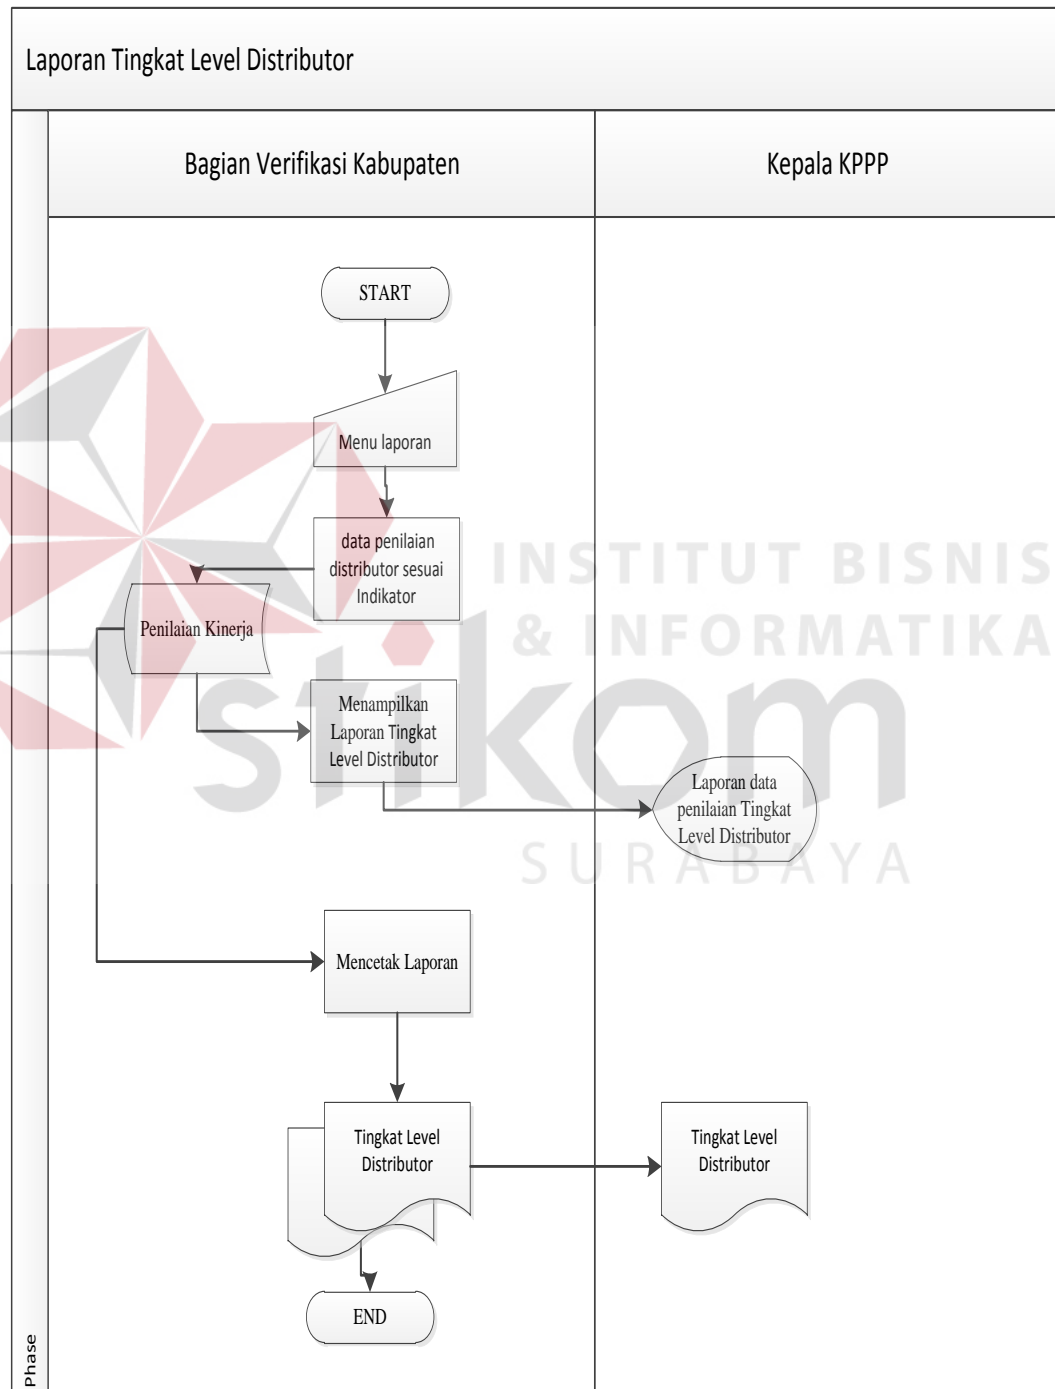 Laporan Tingkat Level Distributor
Bagian Verifikasi Kabupaten
Kepala KPPP
START
Menu laporan
data penilaian
distributor sesuai
Indikator
Penilaian Kinerja
Menampilkan
Laporan Tingkat
Level Distributor
Laporan data
penilaian Tingkat
Level Distributor
Mencetak Laporan
Tingkat Level
Distributor
Tingkat Level
Distributor
END
Phase
INSTITUT BISNIS
& INFORMATIKA
stikom
SURABAYA